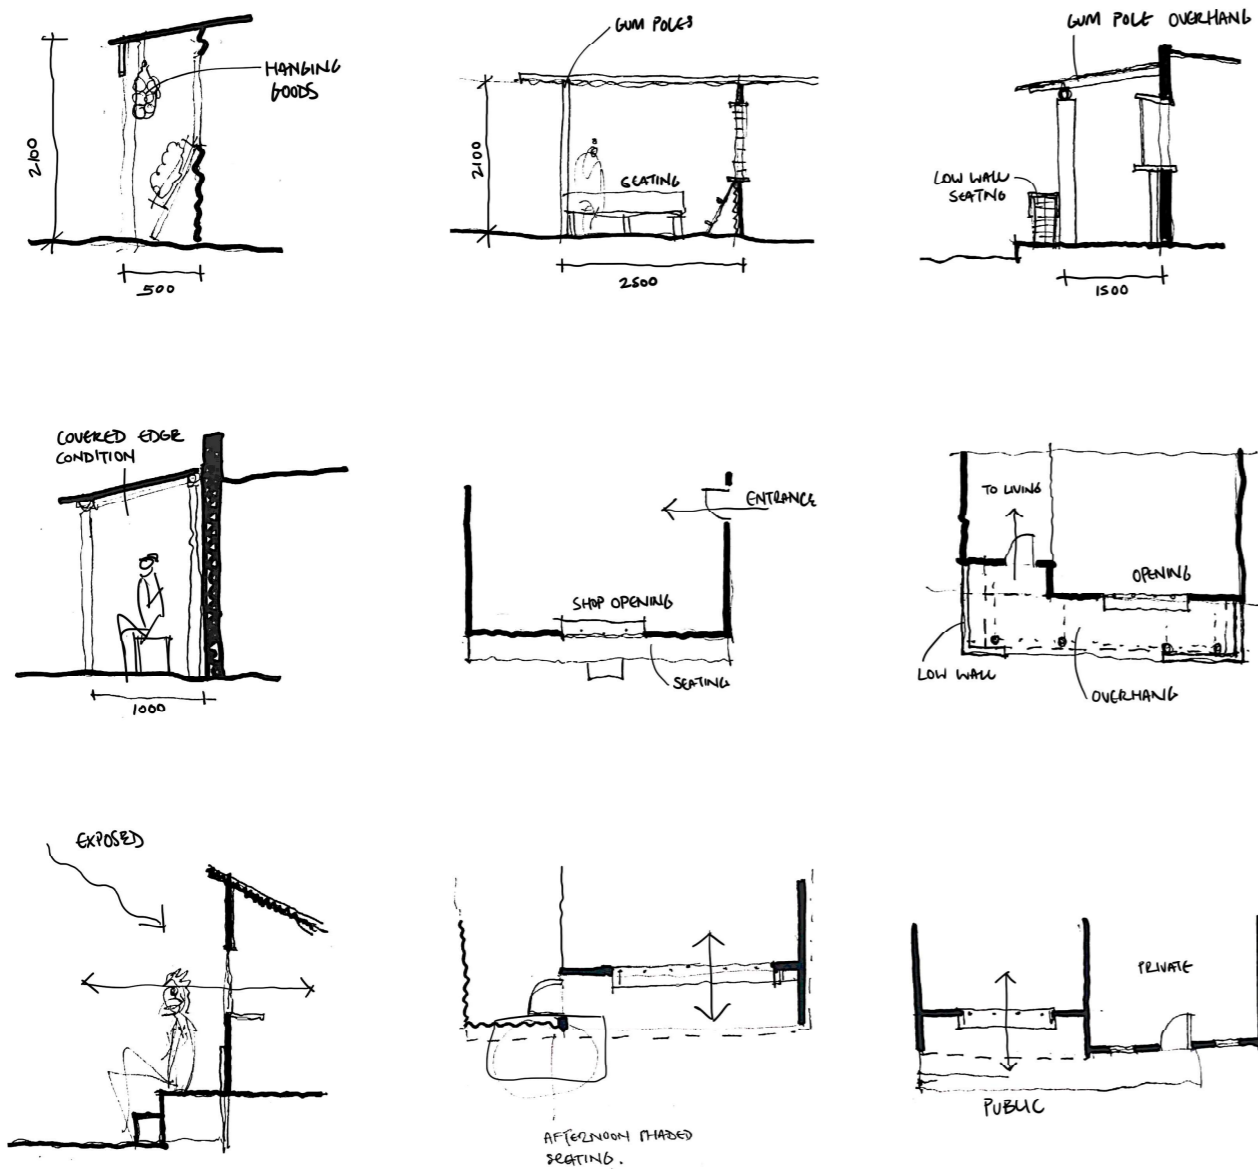 HANGING
GOODS
2100
500
GUM POLES
2100
SEATING
2500
GUM POLE OVERHANG
LOW WALL
SEATNG
1500
COVERED EDGE
CONDITION
1000
ENTRANCE
SHOP OPENING
SEATING
TO LIVING
OPENING
LOW WALL
OVERHANG
EXPOSED
AFTERNOON SHADED
SEATING.
PRIVATE
PUBLIC